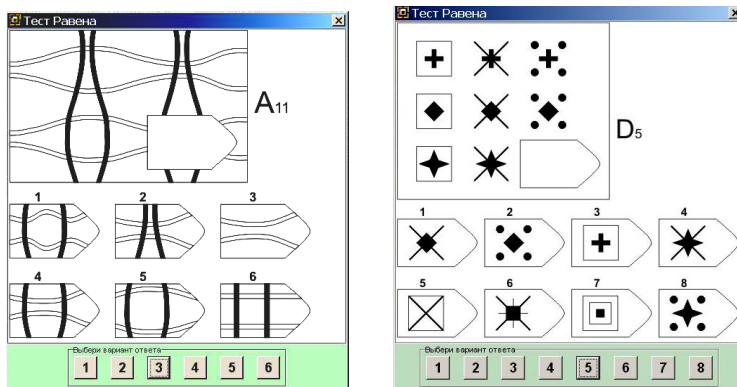 Тест Равена
A11
1 2 3
4 5 6
Выбери вариант ответа
1 2 3 4 5 6
Тест Равена
D5
1 2 3 4
5 6 7 8
Выбери вариант ответа
1 2 3 4 5 6 7 8